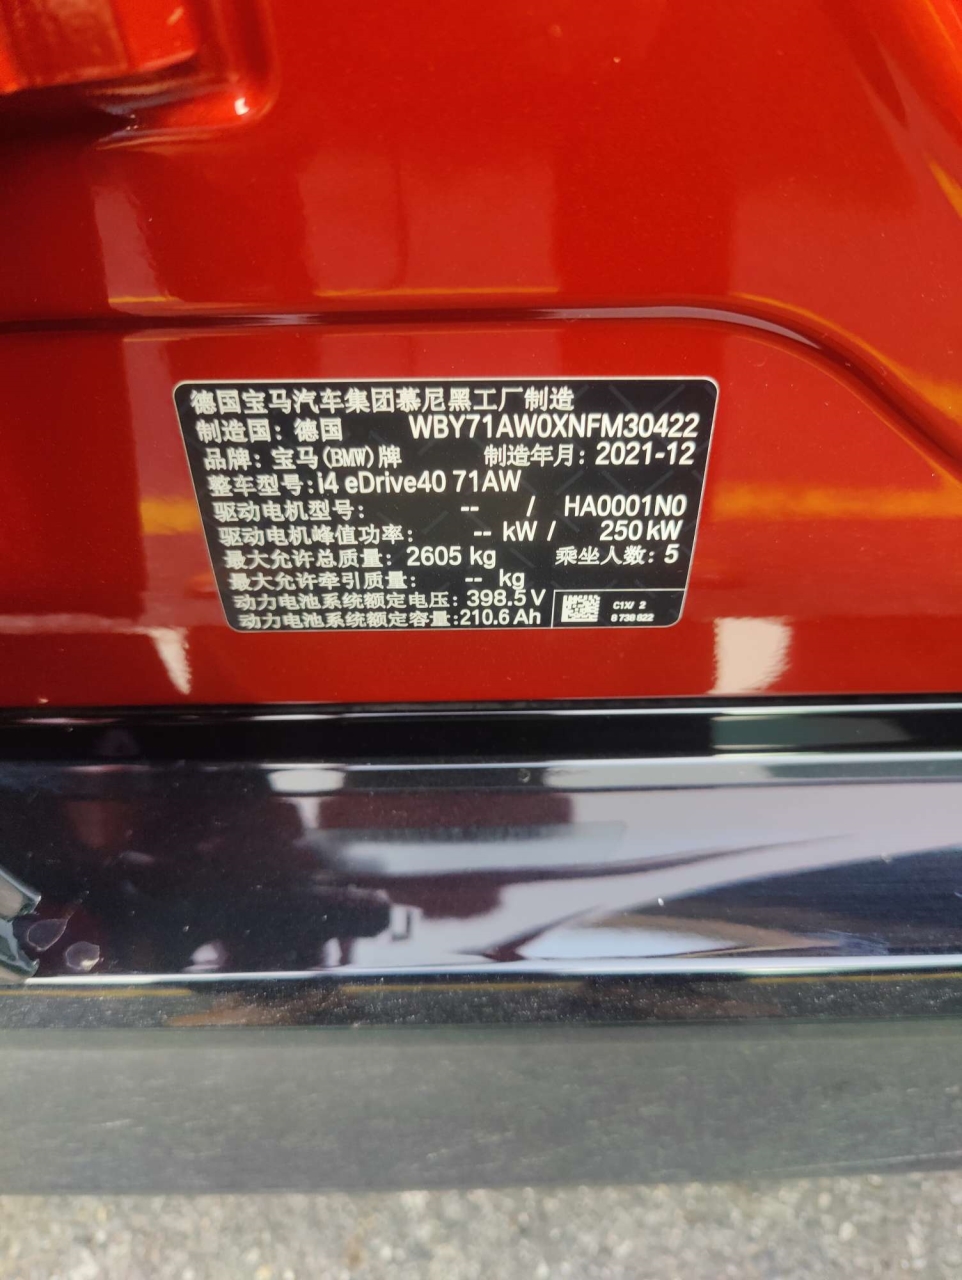 德国宝马汽车集团慕尼黑工厂制造
制造国：德国 WBY71AW0XNFM30422
品牌：宝马(BMW)牌 制造年月：2021-12
整车型号：i4 eDrive40 71AW
驱动电机型号： -- / HA0001N0
驱动电机峰值功率： -- kW / 250 kW
最大允许总质量： 2605 kg 乘坐人数：5
最大允许牵引质量： -- kg
动力电池系统额定电压：398.5 V
动力电池系统额定容量：210.6 Ah
C1X/ 2
6 736 622